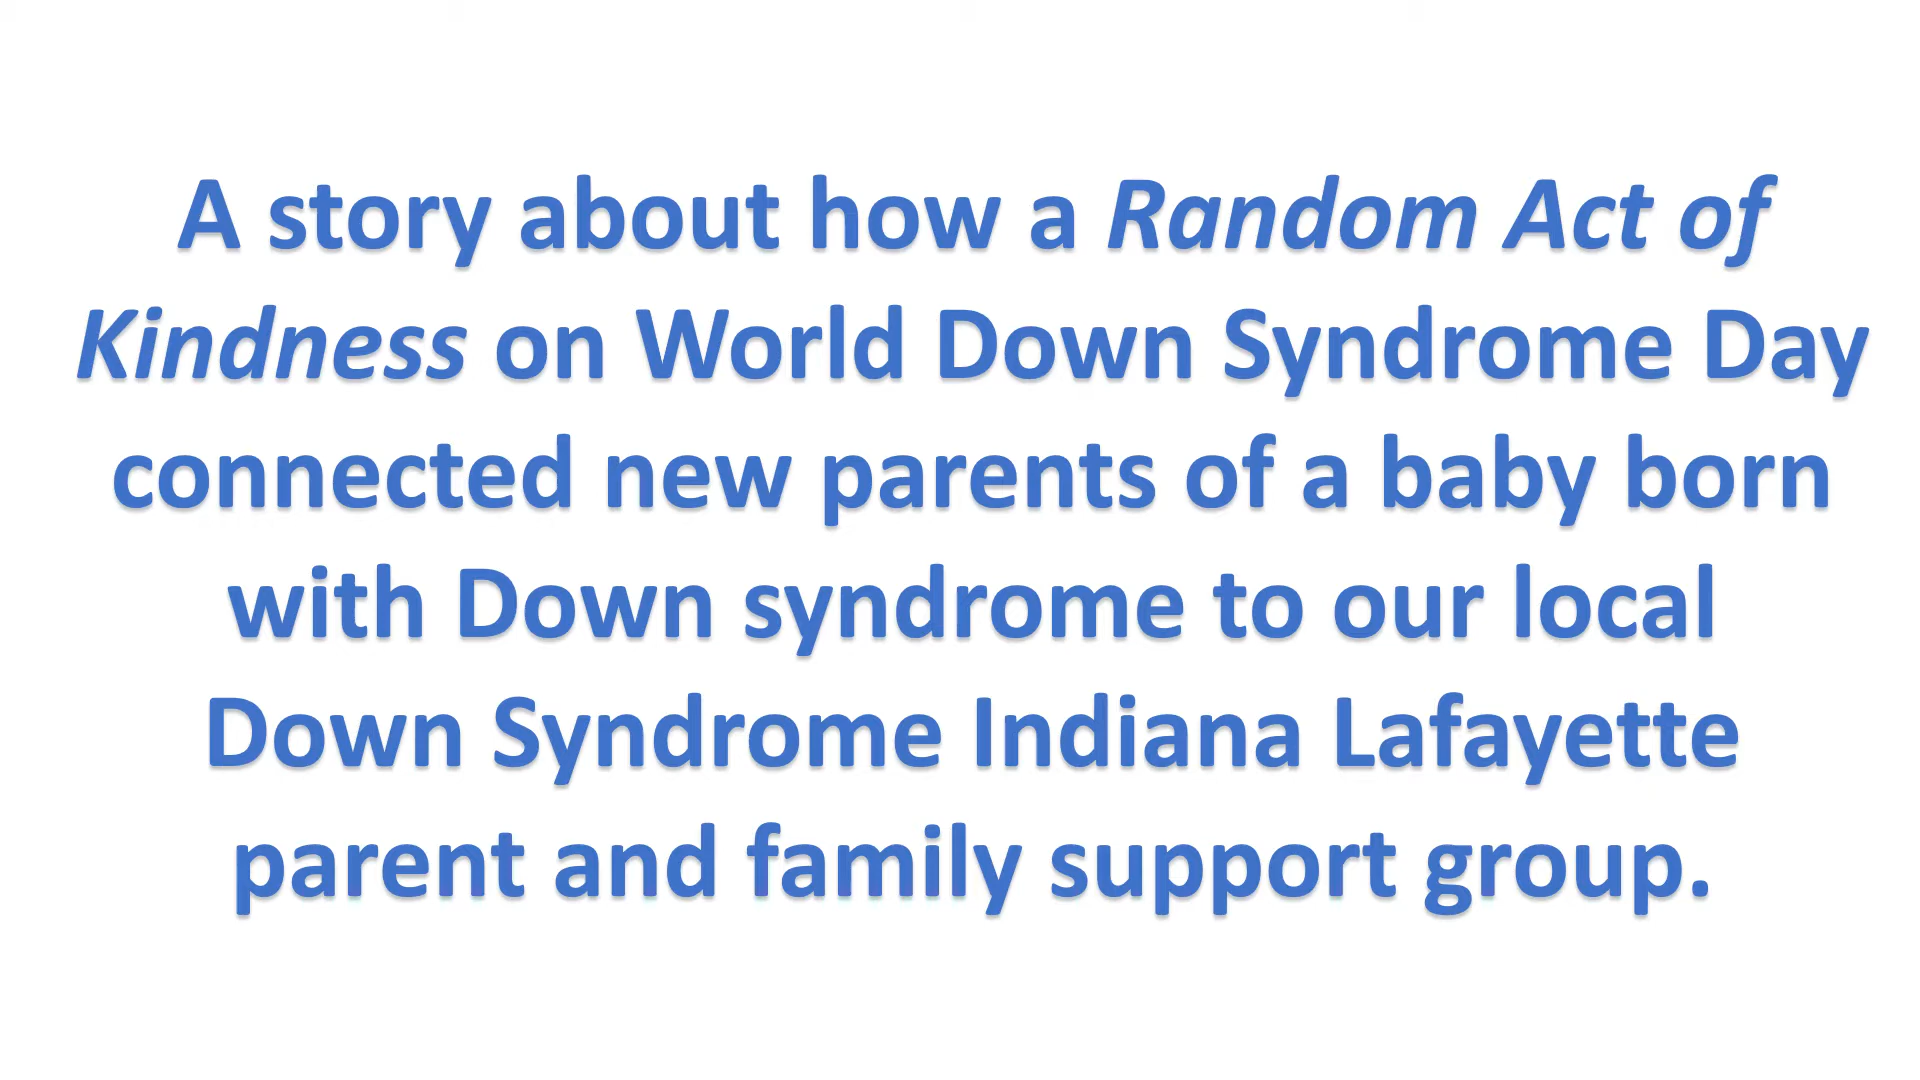 A story about how a Random Act of
Kindness on World Down Syndrome Day
connected new parents of a baby born
with Down syndrome to our local
Down Syndrome Indiana Lafayette
parent and family support group.